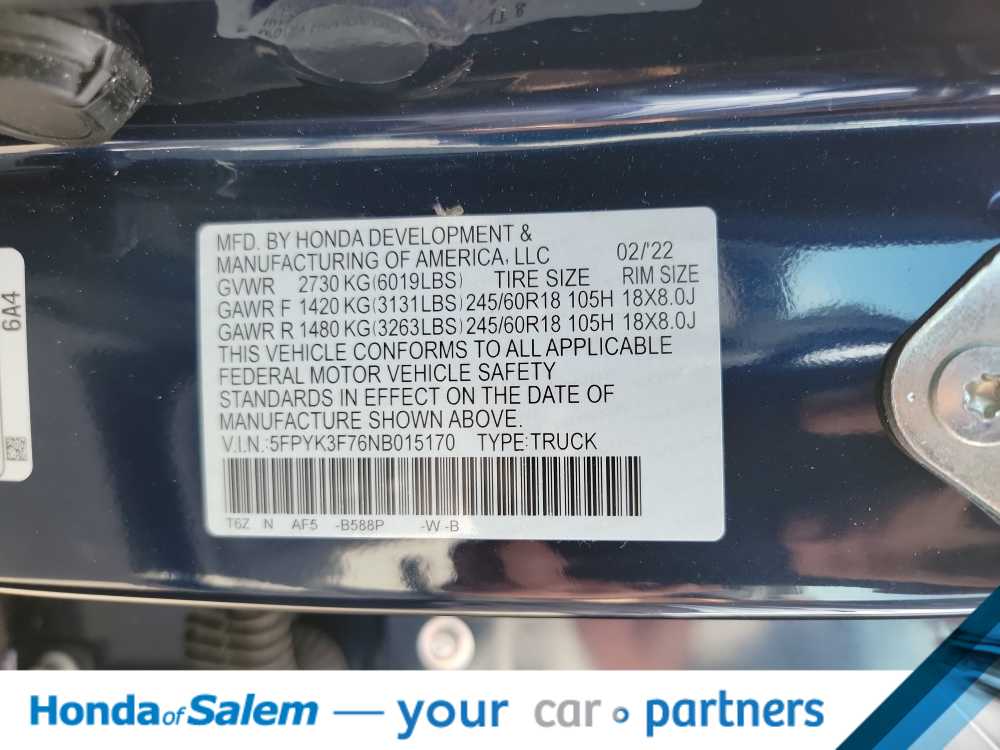 MFD. BY HONDA DEVELOPMENT &
MANUFACTURING OF AMERICA, LLC 02/'22
GVWR 2730 KG(6019LBS) TIRE SIZE RIM SIZE
GAWR F 1420 KG(3131LBS) 245/60R18 105H 18X8.0J
GAWR R 1480 KG(3263LBS) 245/60R18 105H 18X8.0J
THIS VEHICLE CONFORMS TO ALL APPLICABLE
FEDERAL MOTOR VEHICLE SAFETY
STANDARDS IN EFFECT ON THE DATE OF
MANUFACTURE SHOWN ABOVE.
V.I.N.:5FPYK3F76NB015170 TYPE:TRUCK
T6Z N AF5 -B588P -W -B
6A4
Honda of Salem — your car partners